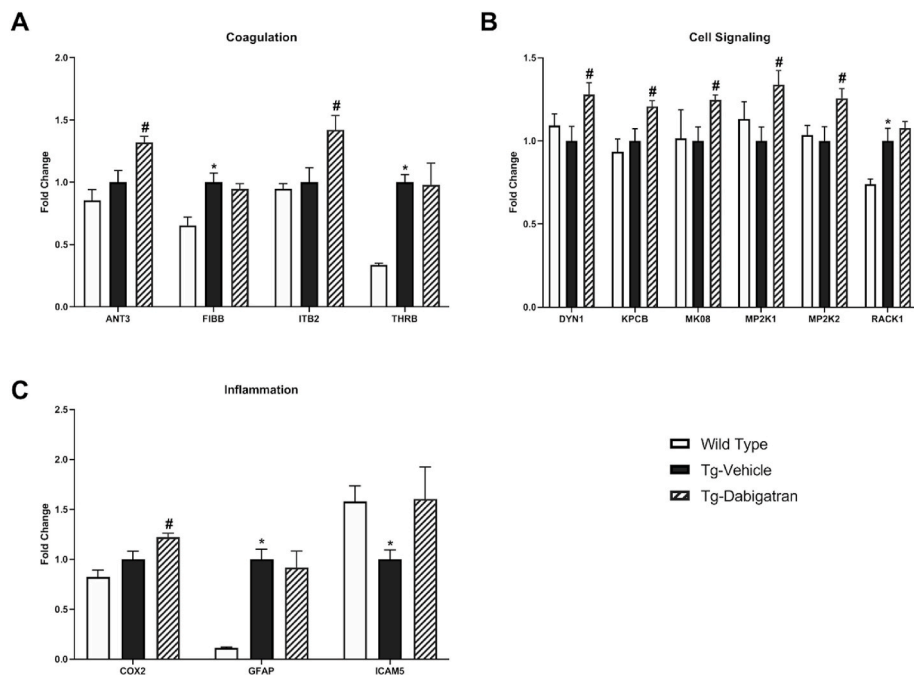 A
Coagulation
2.0
1.5
1.0
0.5
0.0
Fold Change
#
*
#
*
ANT3 FIBB ITB2 THRB
B
Cell Signaling
1.5
1.0
0.5
0.0
Fold Change
# # # # # *
DYN1 KPCB MK08 MP2K1 MP2K2 RACK1
C
Inflammation
2.5
2.0
1.5
1.0
0.5
0.0
Fold Change
# * *
COX2 GFAP ICAM5
Wild Type
Tg-Vehicle
Tg-Dabigatran